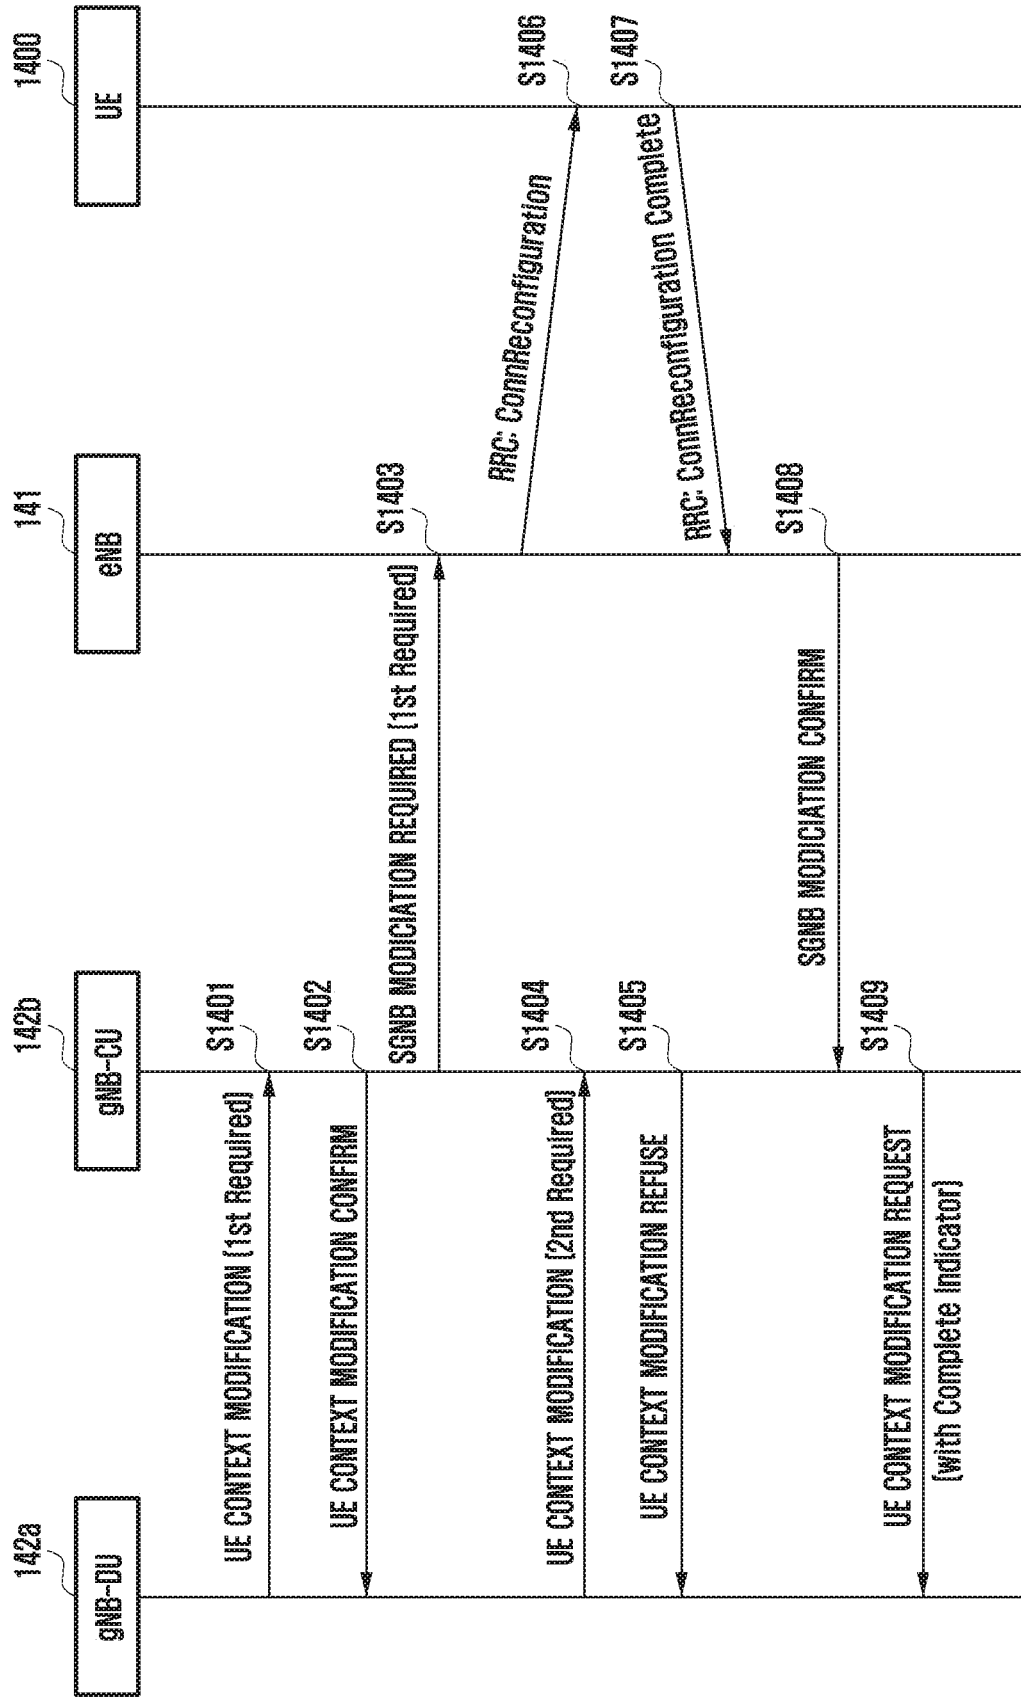 142a
gNB-DU
142b
gNB-CU
141
eNB
1400
UE
UE CONTEXT MODIFICATION (1st Required)
S1401
UE CONTEXT MODIFICATION CONFIRM
S1402
SGNB MODICIATION REQUIRED (1st Required)
S1403
RRC: ConnReconfiguration
S1406
UE CONTEXT MODIFICATION (2nd Required)
S1404
UE CONTEXT MODIFICATION REFUSE
S1405
RRC: ConnReconfiguration Complete
S1407
SGNB MODICIATION CONFIRM
S1408
UE CONTEXT MODIFICATION REQUEST
(with Complete Indicator)
S1409